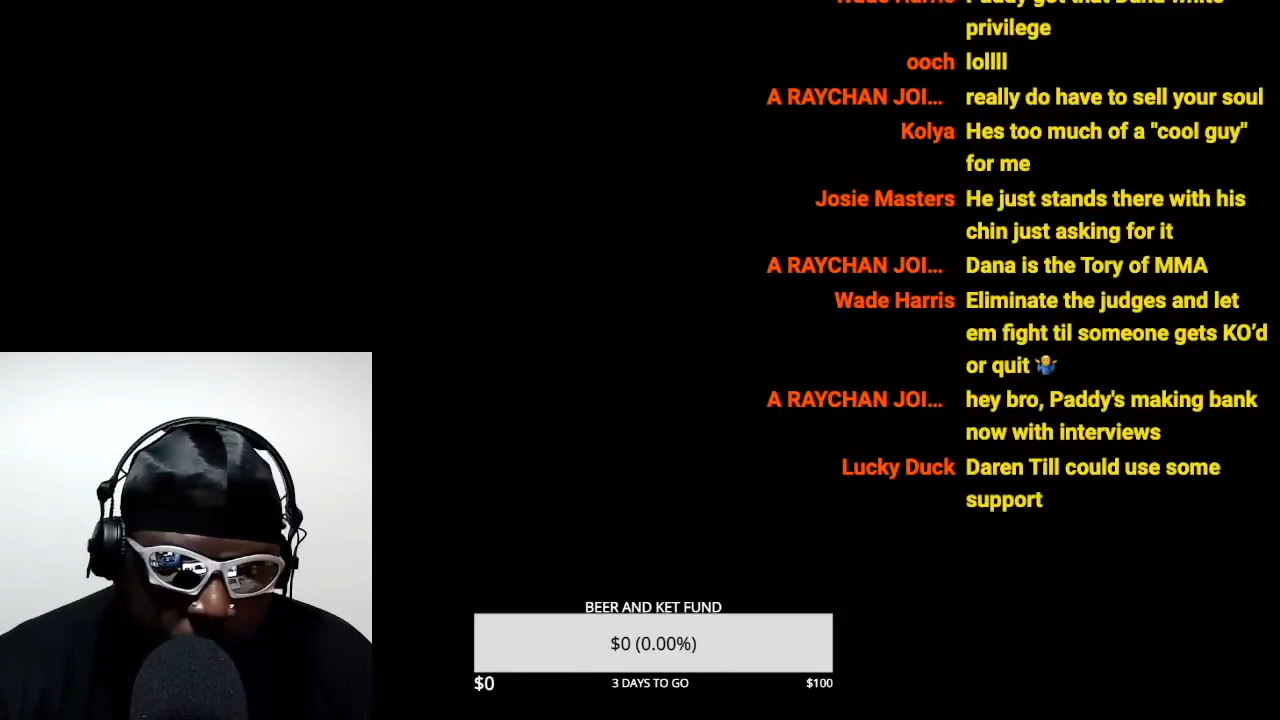 privilege
ooch lollll
A RAYCHAN JOI... really do have to sell your soul
Kolya Hes too much of a "cool guy"
for me
Josie Masters He just stands there with his
chin just asking for it
A RAYCHAN JOI... Dana is the Tory of MMA
Wade Harris Eliminate the judges and let
em fight til someone gets KO’d
or quit 🤷‍♂️
A RAYCHAN JOI... hey bro, Paddy's making bank
now with interviews
Lucky Duck Daren Till could use some
support
BEER AND KET FUND
$0 (0.00%)
$0 3 DAYS TO GO $100